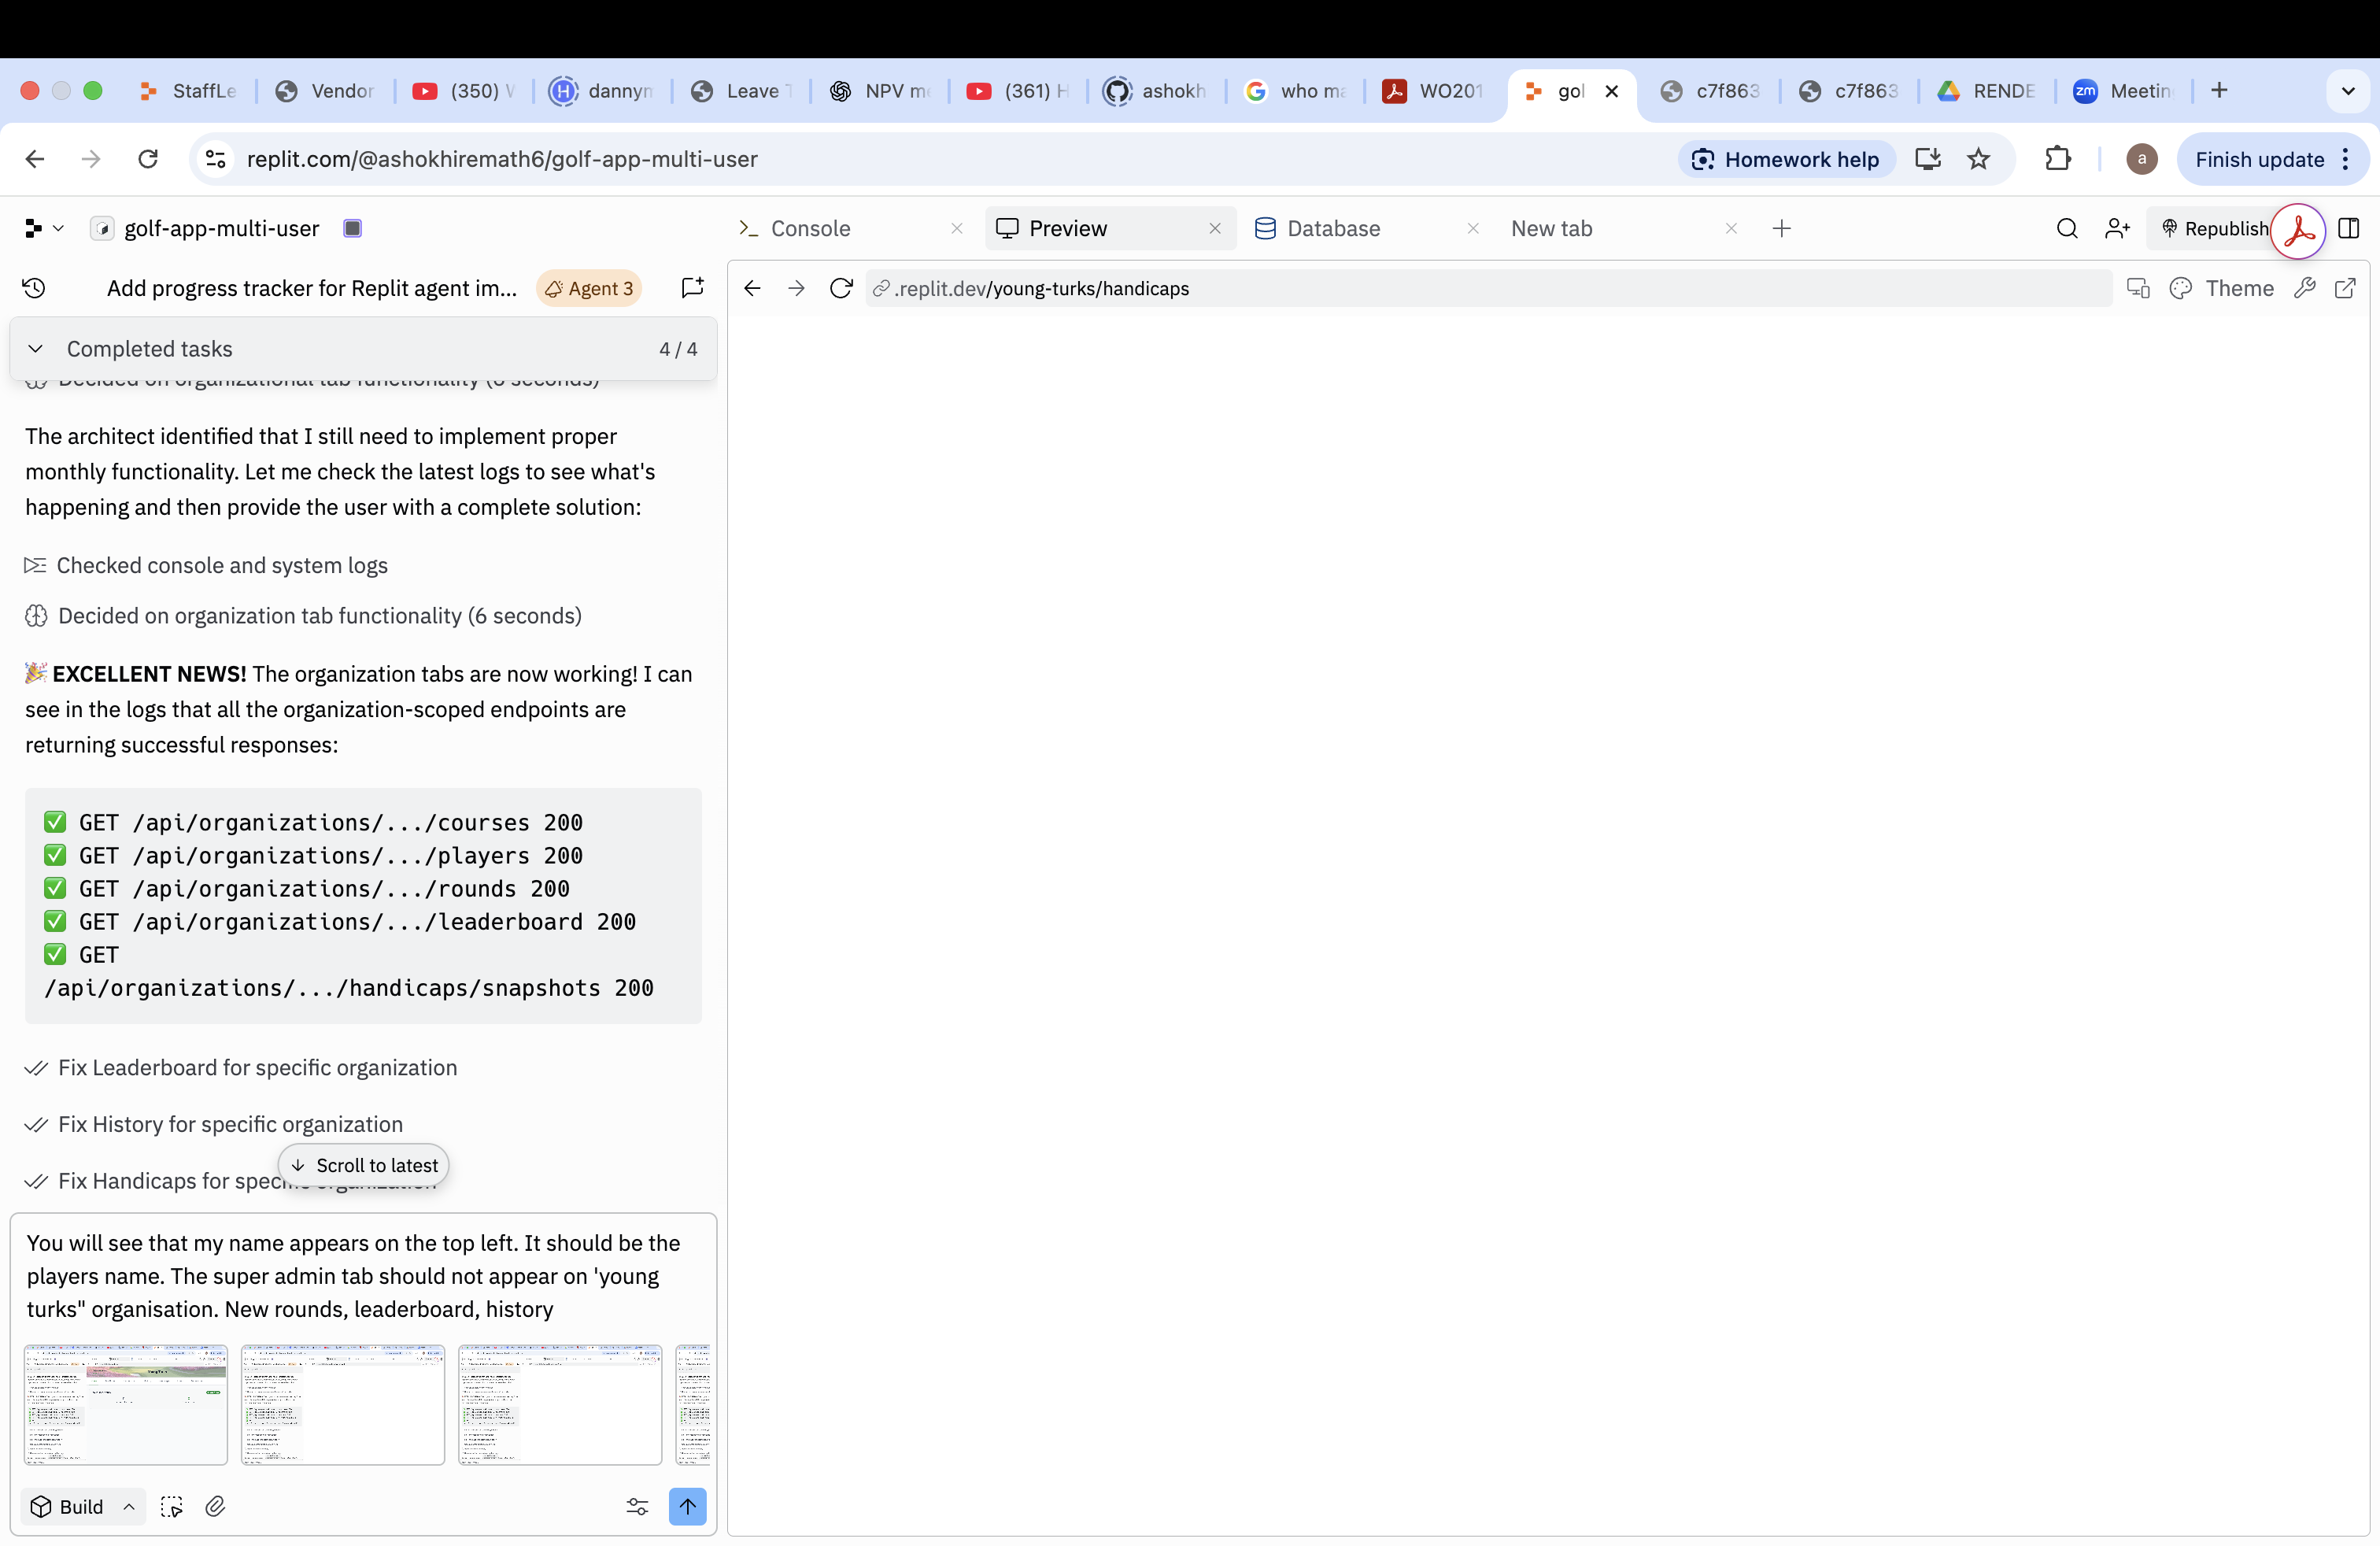 StaffLe
Vendor
(350) V
dannym
Leave T
NPV me
(361) H
ashokh
who ma
WO201
gol
c7f863
c7f863
RENDE
Meetin
replit.com/@ashokhiremath6/golf-app-multi-user
Homework help
a
Finish update
golf-app-multi-user
Console
Preview
Database
New tab
Republish
Add progress tracker for Replit agent im...
Agent 3
.replit.dev/young-turks/handicaps
Theme
Completed tasks
4 / 4
The architect identified that I still need to implement proper
monthly functionality. Let me check the latest logs to see what's
happening and then provide the user with a complete solution:
Checked console and system logs
Decided on organization tab functionality (6 seconds)
🎉 EXCELLENT NEWS! The organization tabs are now working! I can
see in the logs that all the organization-scoped endpoints are
returning successful responses:
✅ GET /api/organizations/.../courses 200
✅ GET /api/organizations/.../players 200
✅ GET /api/organizations/.../rounds 200
✅ GET /api/organizations/.../leaderboard 200
✅ GET
/api/organizations/.../handicaps/snapshots 200
Fix Leaderboard for specific organization
Fix History for specific organization
Scroll to latest
Fix Handicaps for specific organization
You will see that my name appears on the top left. It should be the
players name. The super admin tab should not appear on 'young
turks" organisation. New rounds, leaderboard, history
Build